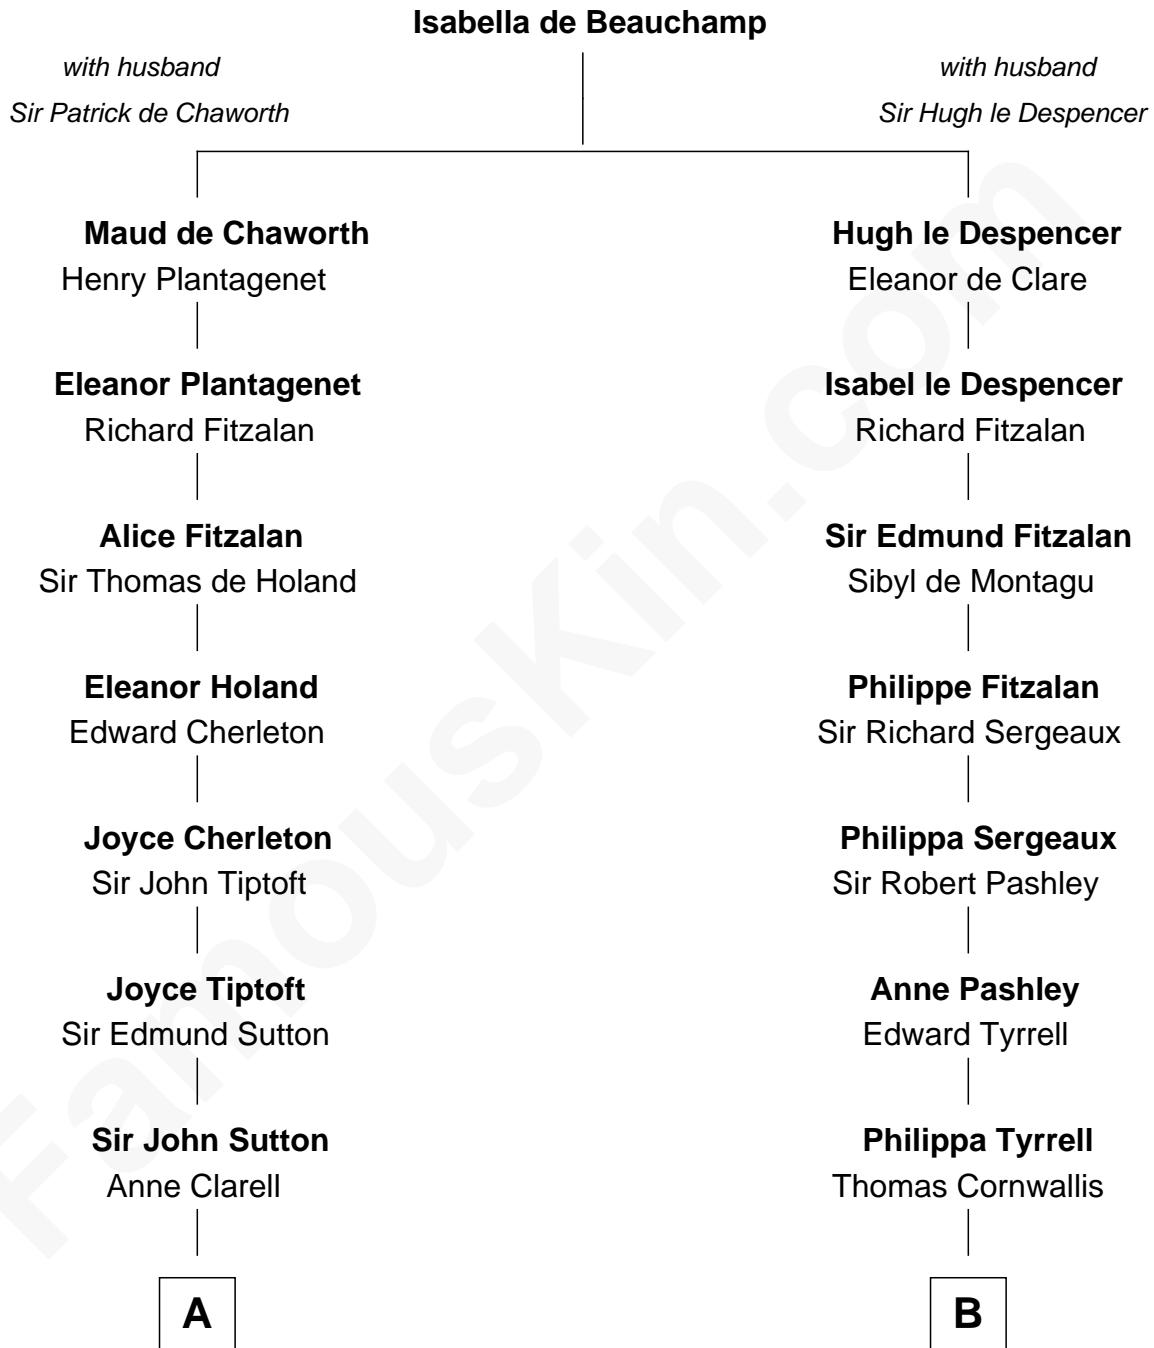 Isabella de Beauchamp
with husband
Sir Patrick de Chaworth
with husband
Sir Hugh le Despencer
Maud de Chaworth
Henry Plantagenet
Hugh le Despencer
Eleanor de Clare
Eleanor Plantagenet
Richard Fitzalan
Isabel le Despencer
Richard Fitzalan
Alice Fitzalan
Sir Thomas de Holand
Sir Edmund Fitzalan
Sibyl de Montagu
Eleanor Holand
Edward Cherleton
Philippe Fitzalan
Sir Richard Sergeaux
Joyce Cherleton
Sir John Tiptoft
Philippa Sergeaux
Sir Robert Pashley
Joyce Tiptoft
Sir Edmund Sutton
Anne Pashley
Edward Tyrrell
Sir John Sutton
Anne Clarell
Philippa Tyrrell
Thomas Cornwallis
A
B
FamousKin.com